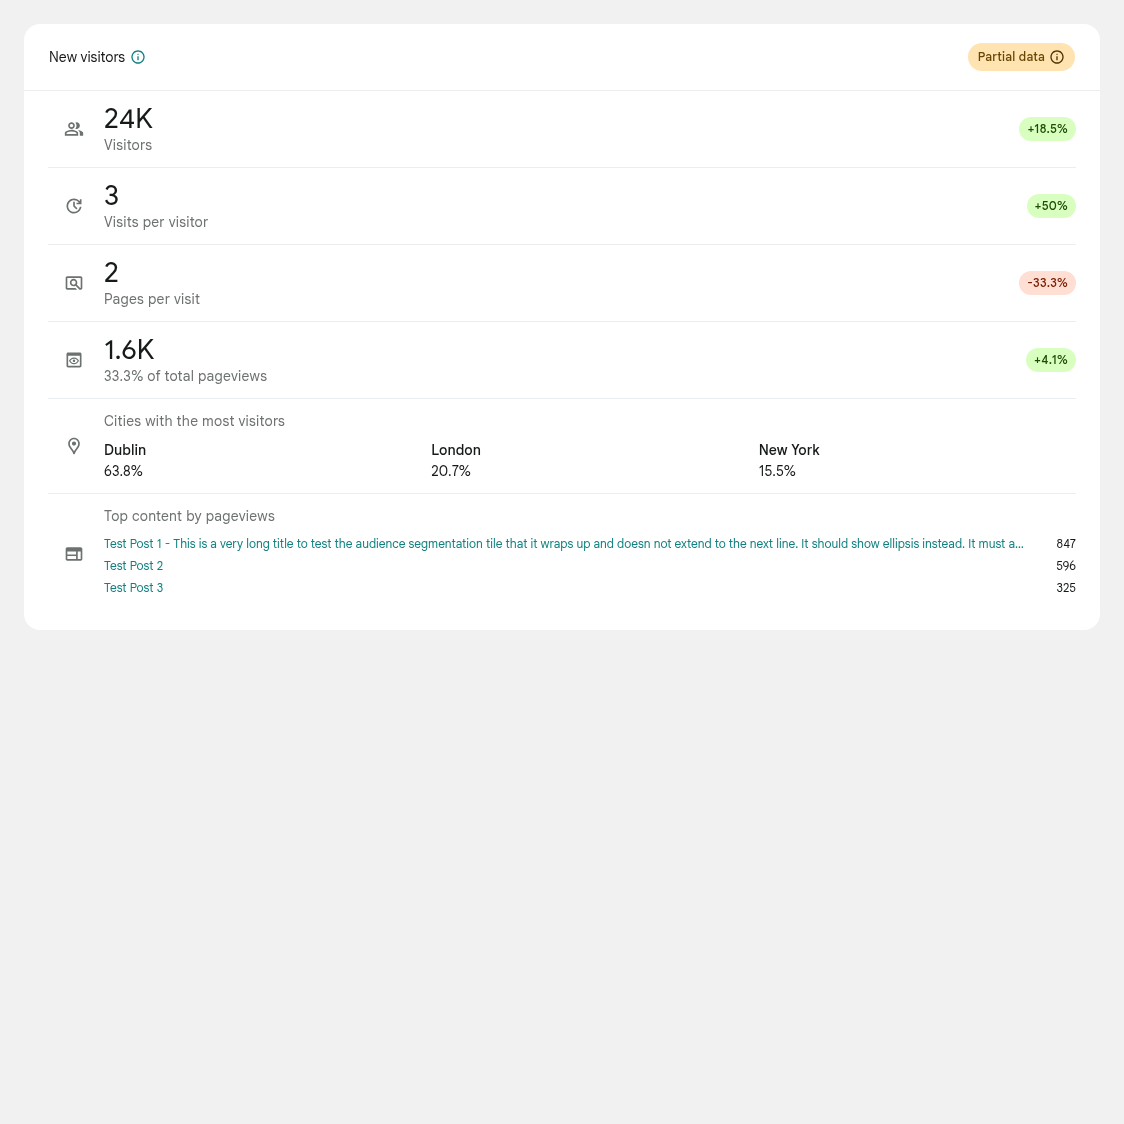 New visitors
Partial data
24K
Visitors
+18.5%
3
Visits per visitor
+50%
2
Pages per visit
-33.3%
1.6K
33.3% of total pageviews
+4.1%
Cities with the most visitors
Dublin London New York
63.8% 20.7% 15.5%
Top content by pageviews
Test Post 1 - This is a very long title to test the audience segmentation tile that it wraps up and doesn not extend to the next line. It should show ellipsis instead. It must a... 847
Test Post 2 596
Test Post 3 325